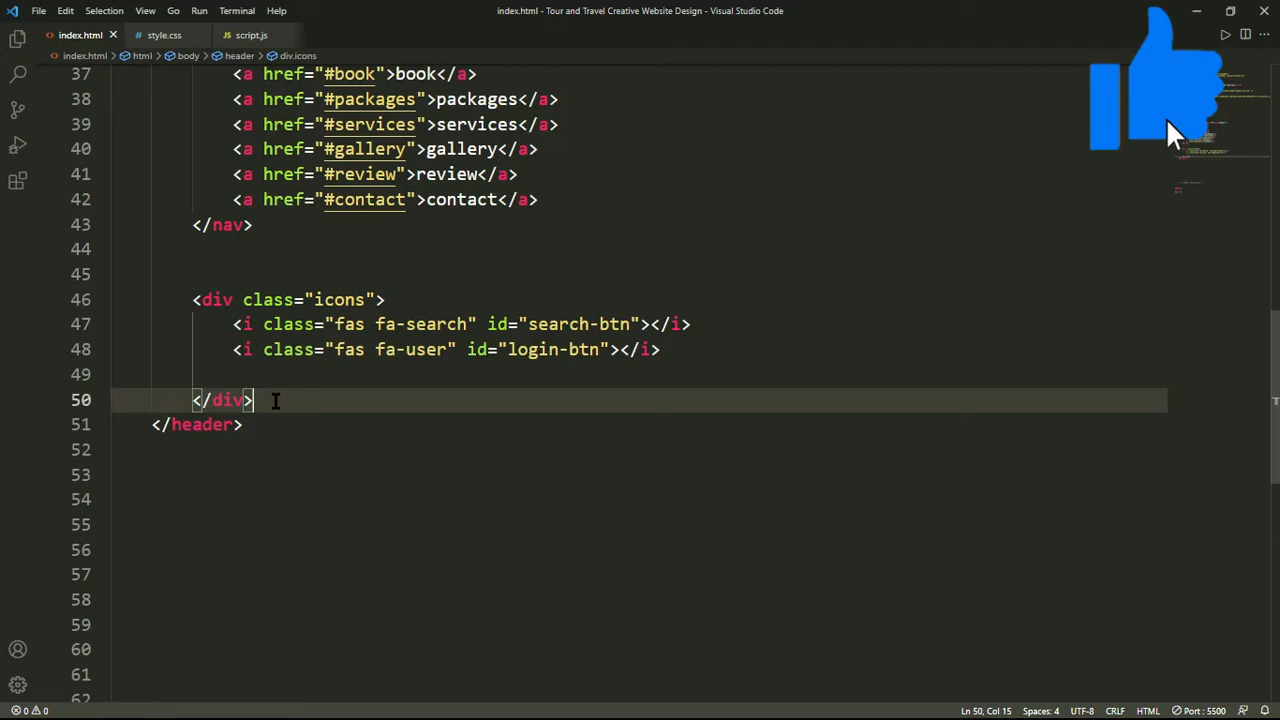 File Edit Selection View Go Run Terminal Help
index.html - Tour and Travel Creative Website Design - Visual Studio Code
index.html style.css script.js
index.html html body header div.icons
37 <a href="#book">book</a>
38 <a href="#packages">packages</a>
39 <a href="#services">services</a>
40 <a href="#gallery">gallery</a>
41 <a href="#review">review</a>
42 <a href="#contact">contact</a>
43 </nav>
44
45
46 <div class="icons">
47 <i class="fas fa-search" id="search-btn"></i>
48 <i class="fas fa-user" id="login-btn"></i>
49
50 </div>
51 </header>
52
53
54
55
56
57
58
59
60
61
62
0 0 Ln 50, Col 15 Spaces: 4 UTF-8 CRLF HTML Port : 5500